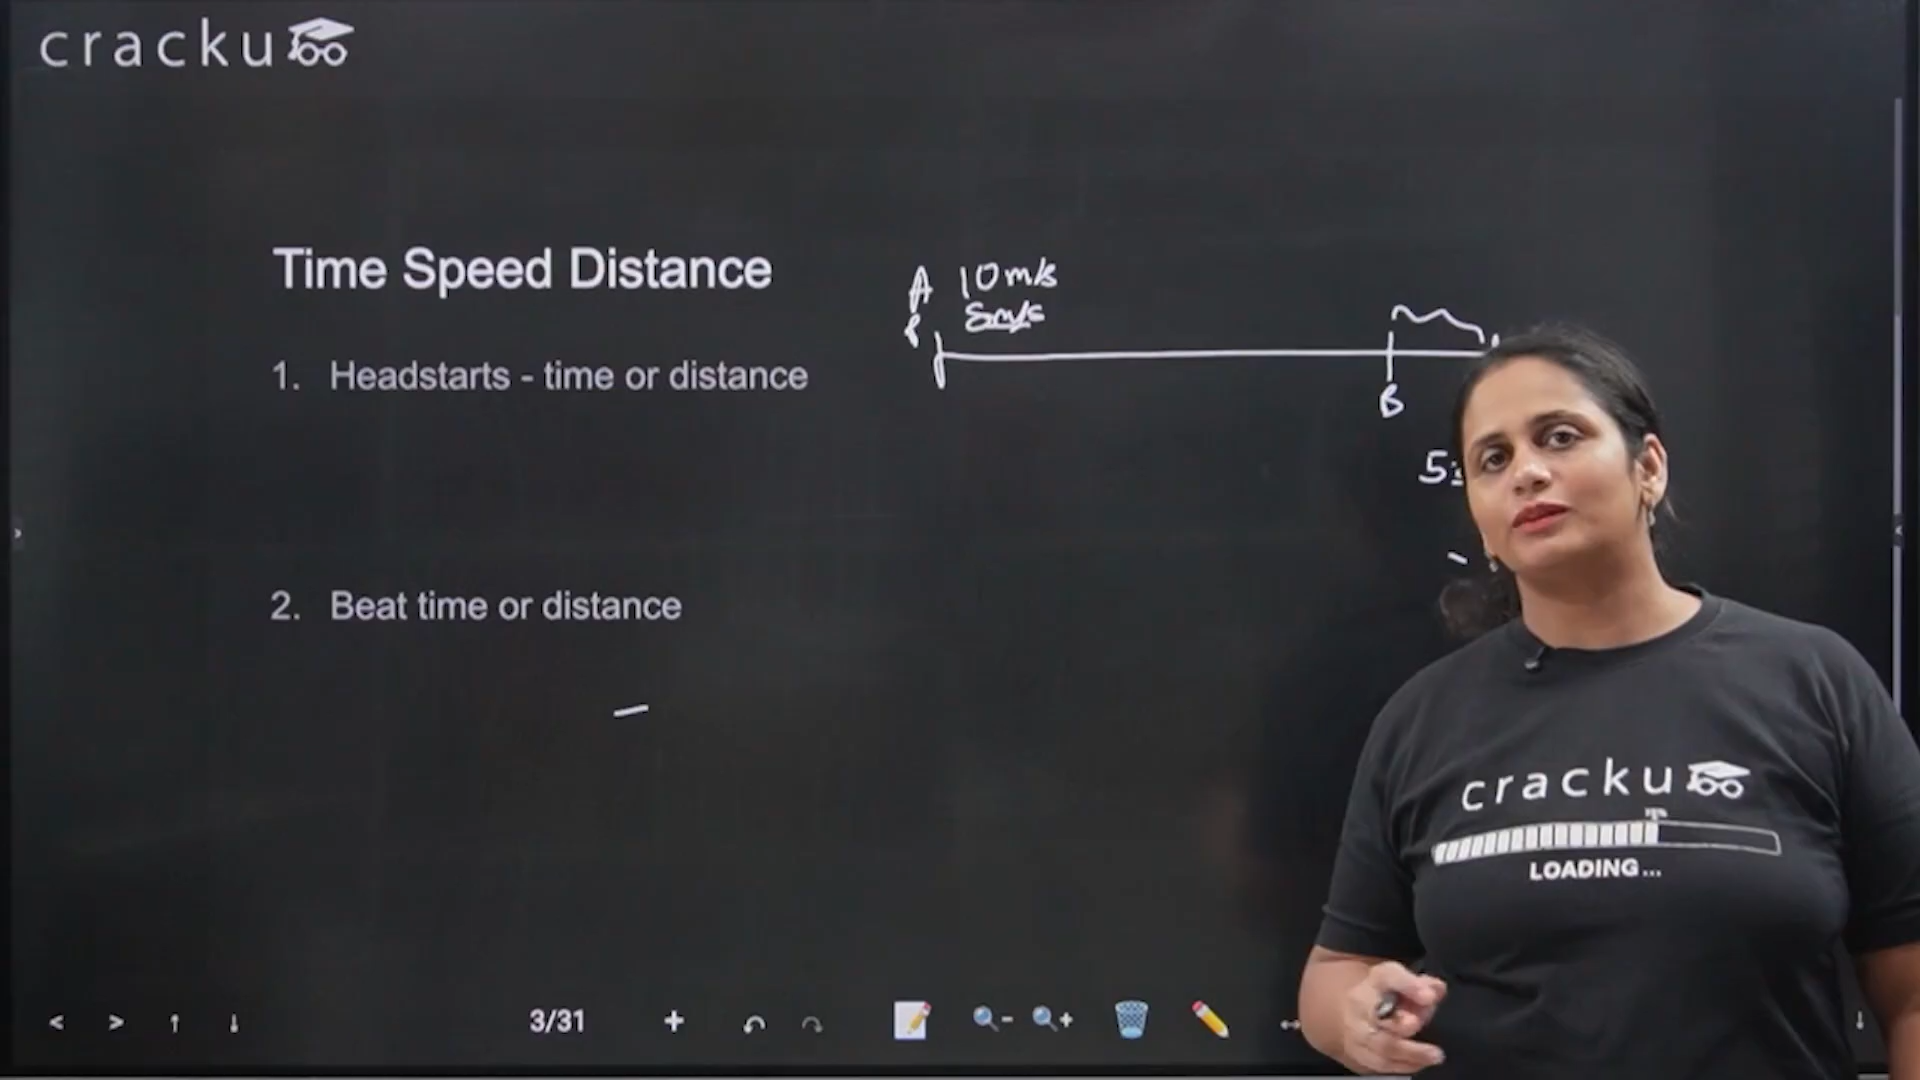 cracku
Time Speed Distance
A 10m/s
8m/s
1. Headstarts - time or distance
B
2. Beat time or distance
cracku
LOADING...
3/31